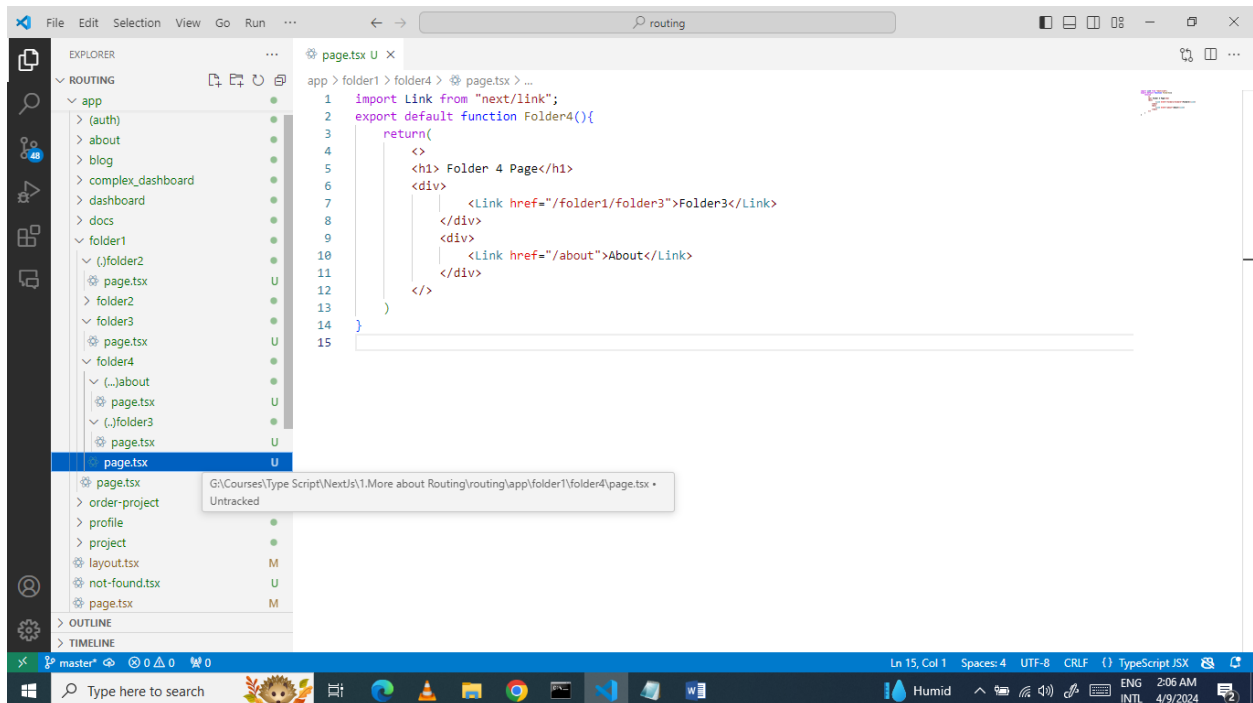 File Edit Selection View Go Run ···
routing
EXPLORER
ROUTING
app
(auth)
about
blog
complex_dashboard
dashboard
docs
folder1
(.)folder2
page.tsx U
folder2
folder3
page.tsx U
folder4
(...)about
page.tsx U
(..)folder3
page.tsx U
page.tsx U
page.tsx
order-project
profile
project
layout.tsx M
not-found.tsx U
page.tsx M
OUTLINE
TIMELINE
48
page.tsx U
app > folder1 > folder4 > page.tsx > ...
1 import Link from "next/link";
2 export default function Folder4(){
3 return(
4 <>
5 <h1> Folder 4 Page</h1>
6 <div>
7 <Link href="/folder1/folder3">Folder3</Link>
8 </div>
9 <div>
10 <Link href="/about">About</Link>
11 </div>
12 </>
13 )
14 }
15
G:\Courses\Type Script\NextJs\1.More about Routing\routing\app\folder1\folder4\page.tsx •
Untracked
master* 0 0 0 Ln 15, Col 1 Spaces: 4 UTF-8 CRLF {} TypeScript JSX
Type here to search Humid ENG 2:06 AM
INTL 4/9/2024 2